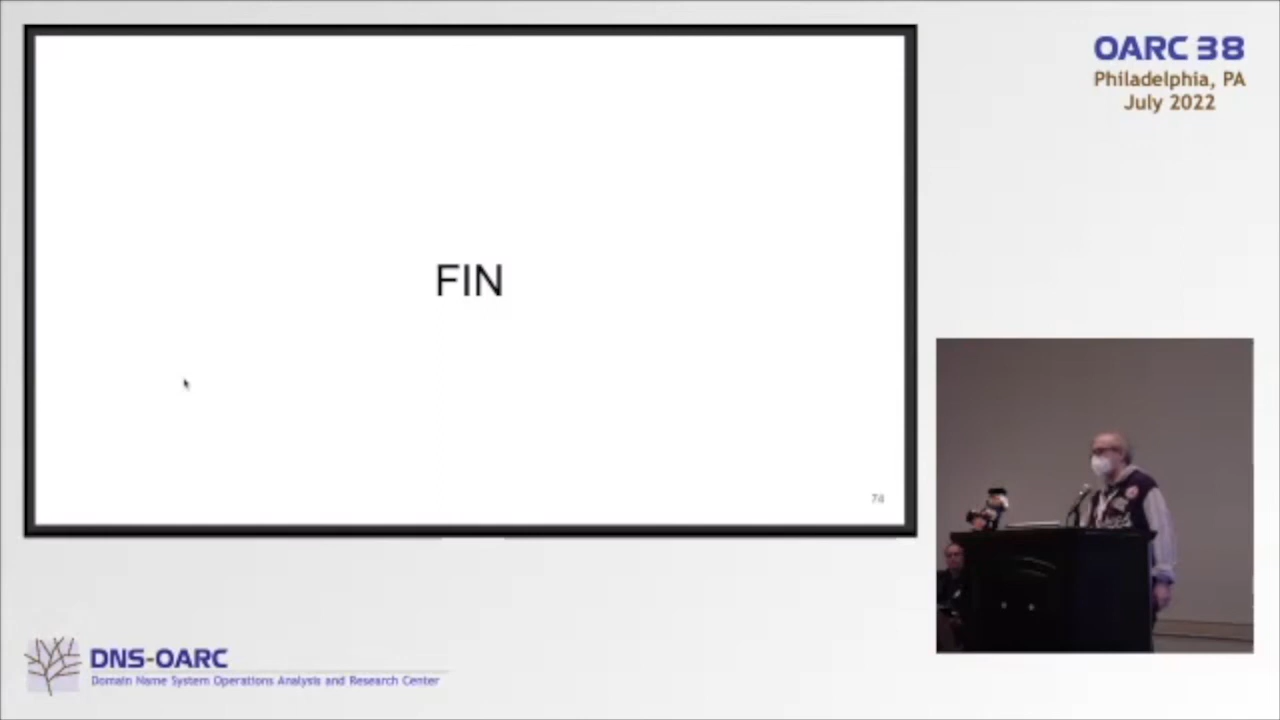 OARC 38
Philadelphia, PA
July 2022
FIN
74
DNS-OARC
Domain Name System Operations Analysis and Research Center